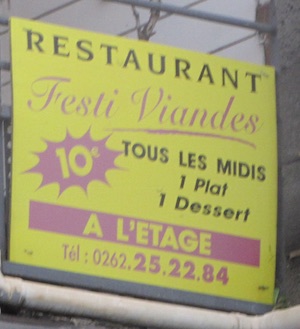 RESTAURANT
Festi Viandes
10€
TOUS LES MIDIS
1 Plat
1 Dessert
A L'ETAGE
Tél : 0262.25.22.84